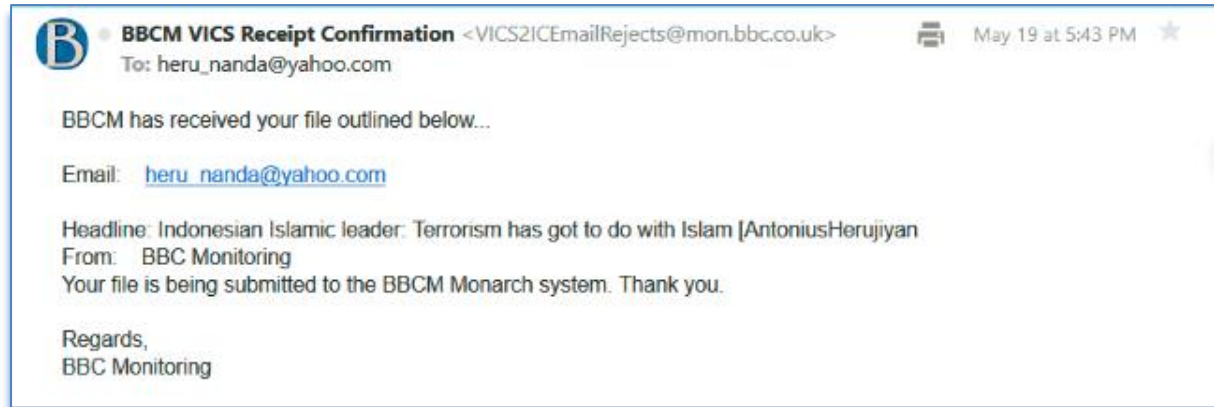 B
BBCM VICS Receipt Confirmation <VICS2ICEmailRejects@mon.bbc.co.uk> May 19 at 5:43 PM
To: heru_nanda@yahoo.com
BBCM has received your file outlined below...
Email: heru_nanda@yahoo.com
Headline: Indonesian Islamic leader: Terrorism has got to do with Islam [AntoniusHerujiyan
From: BBC Monitoring
Your file is being submitted to the BBCM Monarch system. Thank you.
Regards,
BBC Monitoring